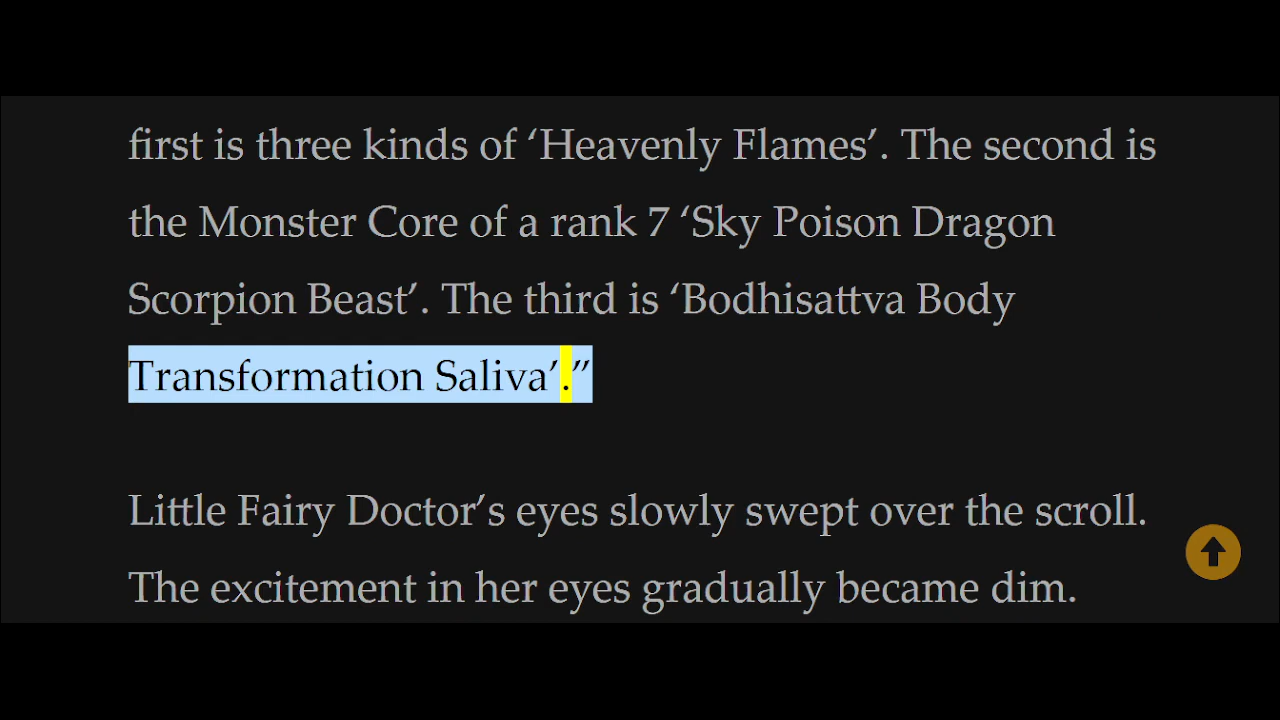 first is three kinds of ‘Heavenly Flames’. The second is
the Monster Core of a rank 7 ‘Sky Poison Dragon
Scorpion Beast’. The third is ‘Bodhisattva Body
Transformation Saliva’.”
Little Fairy Doctor’s eyes slowly swept over the scroll.
The excitement in her eyes gradually became dim.